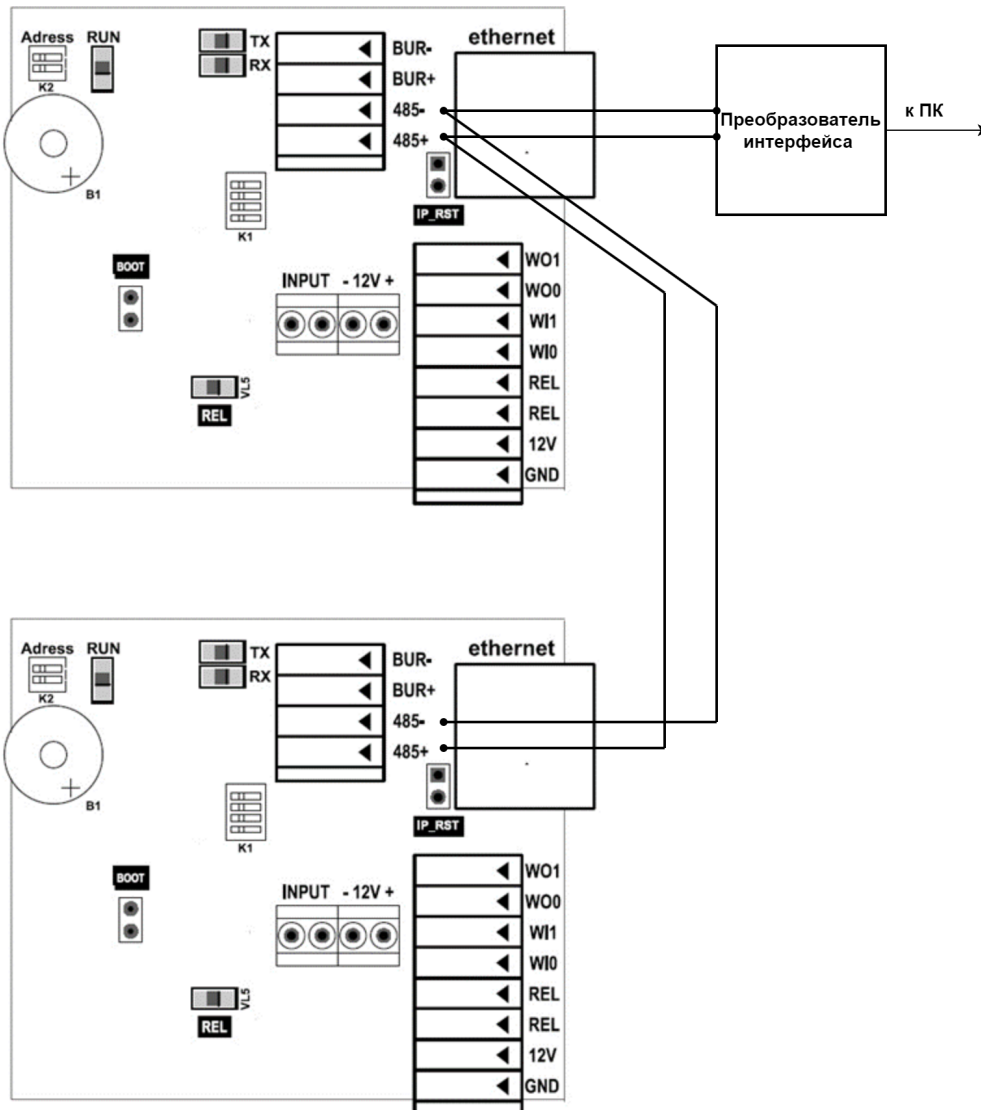 Adress RUN
K2
B1
TX
RX
BUR-
BUR+
485-
485+
ethernet
IP_RST
K1
BOOT
INPUT - 12V +
VL5
REL
WO1
WO0
WI1
WI0
REL
REL
12V
GND
Преобразователь
интерфейса
к ПК
Adress RUN
K2
B1
TX
RX
BUR-
BUR+
485-
485+
ethernet
IP_RST
K1
BOOT
INPUT - 12V +
VL5
REL
WO1
WO0
WI1
WI0
REL
REL
12V
GND